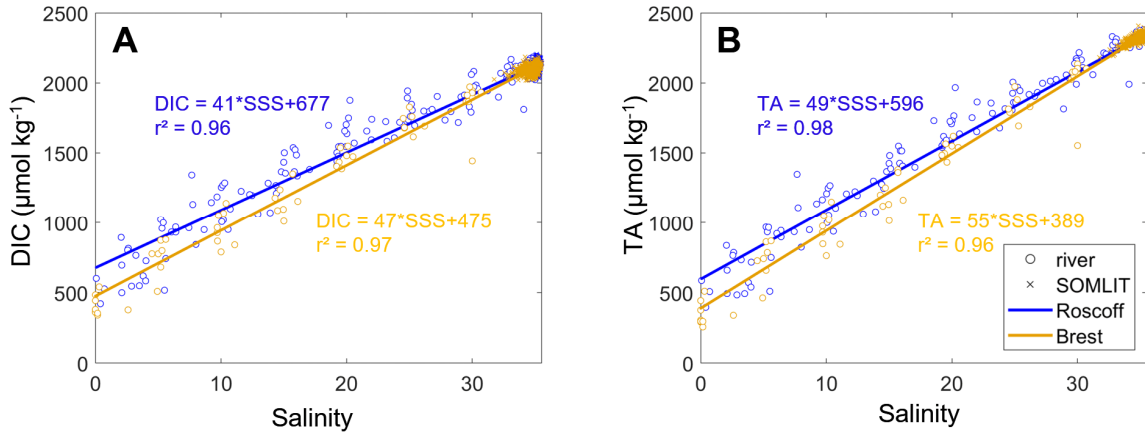 A
2500
2000
1500
1000
500
0
DIC (µmol kg⁻¹)
DIC = 41*SSS+677
r² = 0.96
DIC = 47*SSS+475
r² = 0.97
0 10 20 30
Salinity
B
2500
2000
1500
1000
500
0
TA (µmol kg⁻¹)
TA = 49*SSS+596
r² = 0.98
TA = 55*SSS+389
r² = 0.96
river
SOMLIT
Roscoff
Brest
0 10 20 30
Salinity